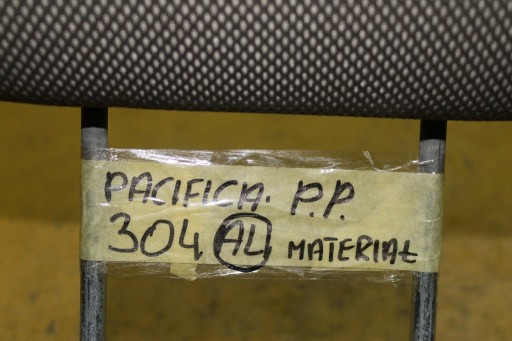 PACIFICA. P.P.
304 AL MATERIAL